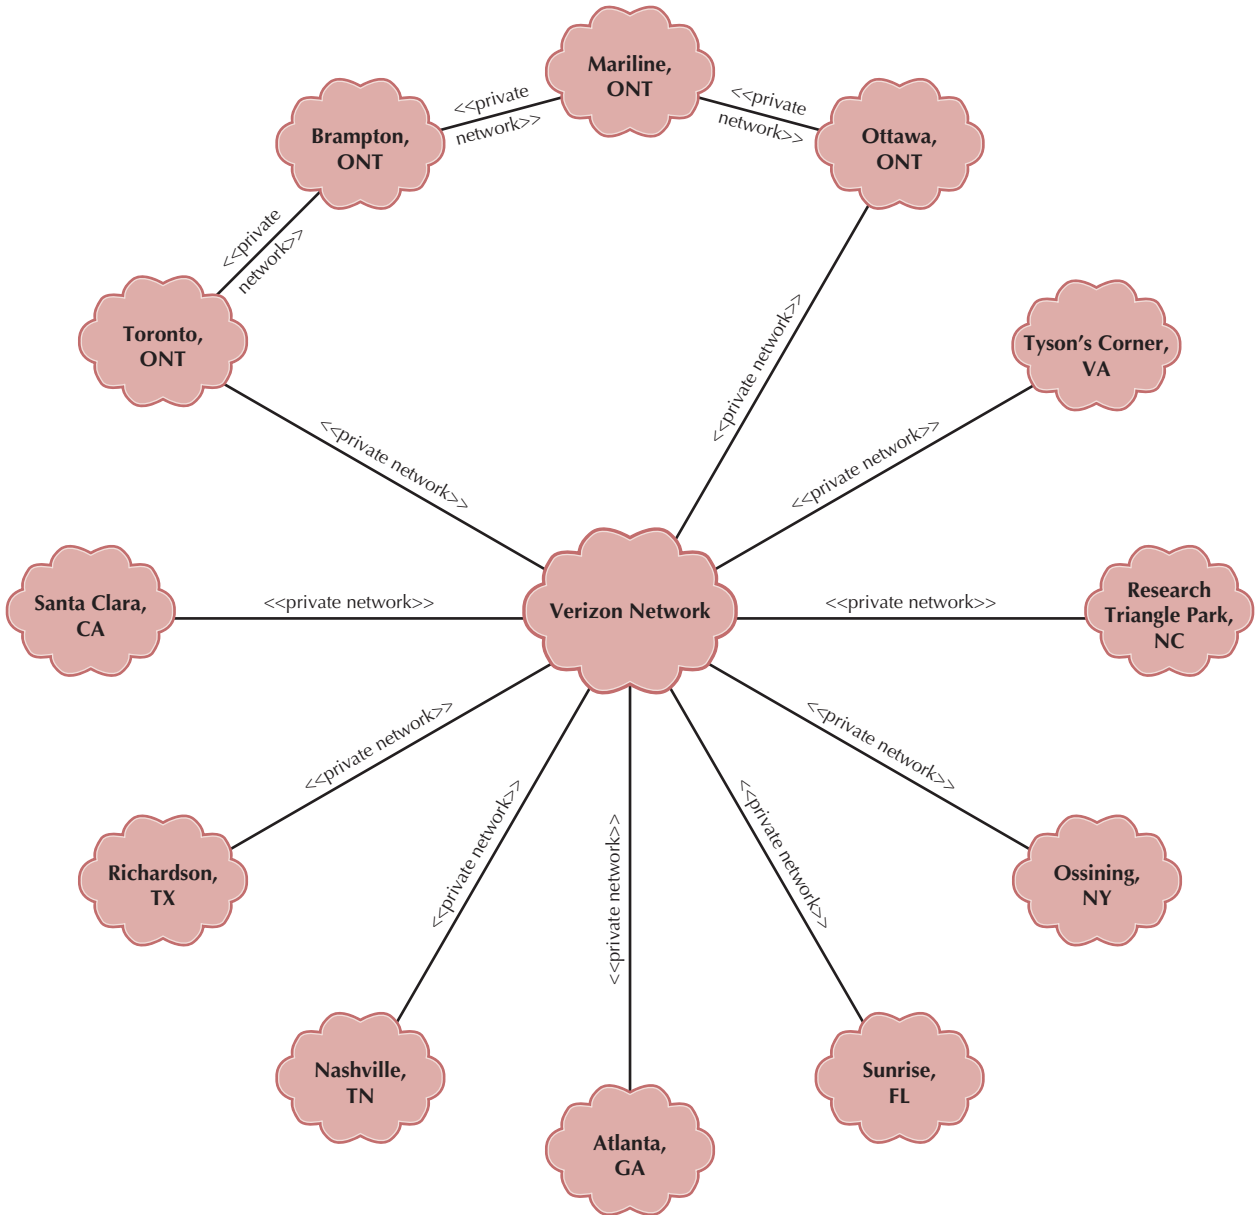 Mariline,
ONT
<<private
network>>
<<private
network>>
Brampton,
ONT
Ottawa,
ONT
<<private
network>>
Toronto,
ONT
<<private network>>
Tyson's Corner,
VA
<<private network>>
<<private network>>
Santa Clara,
CA
<<private network>>
Verizon Network
<<private network>>
Research
Triangle Park,
NC
<<private network>>
<<private network>>
<<private network>>
<<private network>>
<<private network>>
Richardson,
TX
Ossining,
NY
Nashville,
TN
Sunrise,
FL
Atlanta,
GA